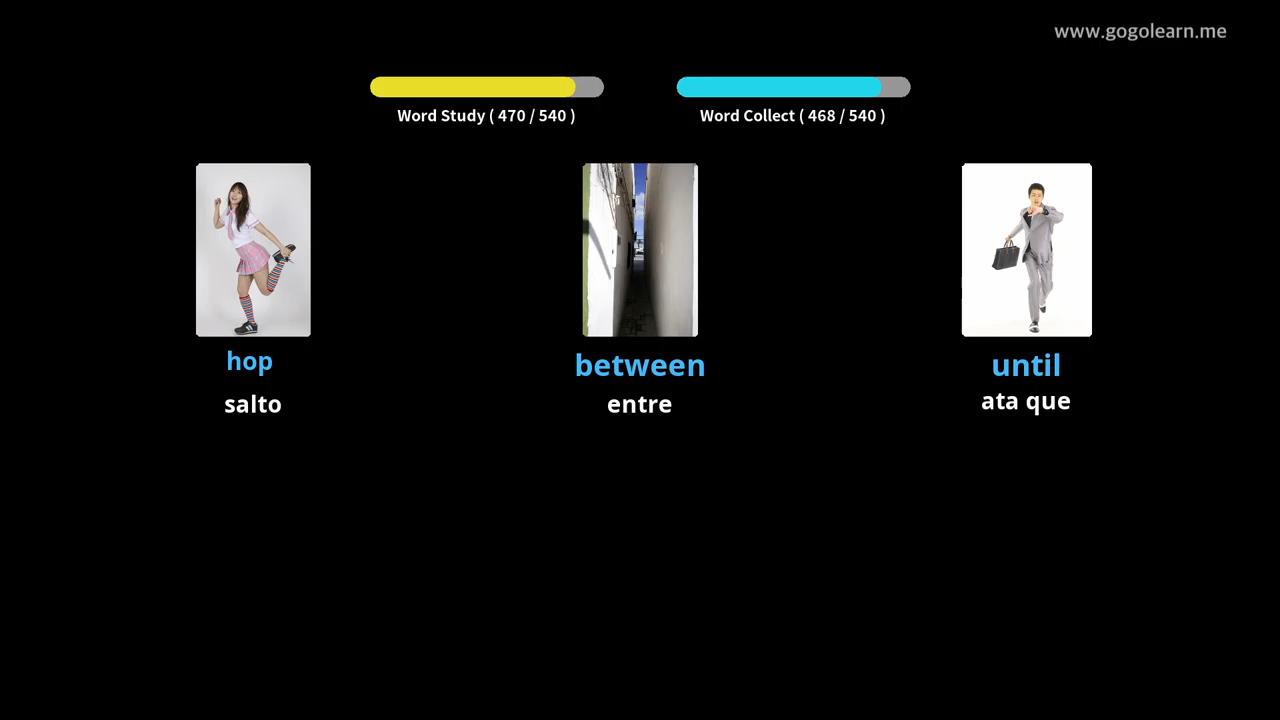 www.gogolearn.me
Word Study ( 470 / 540 )
Word Collect ( 468 / 540 )
hop
between
until
salto
entre
ata que